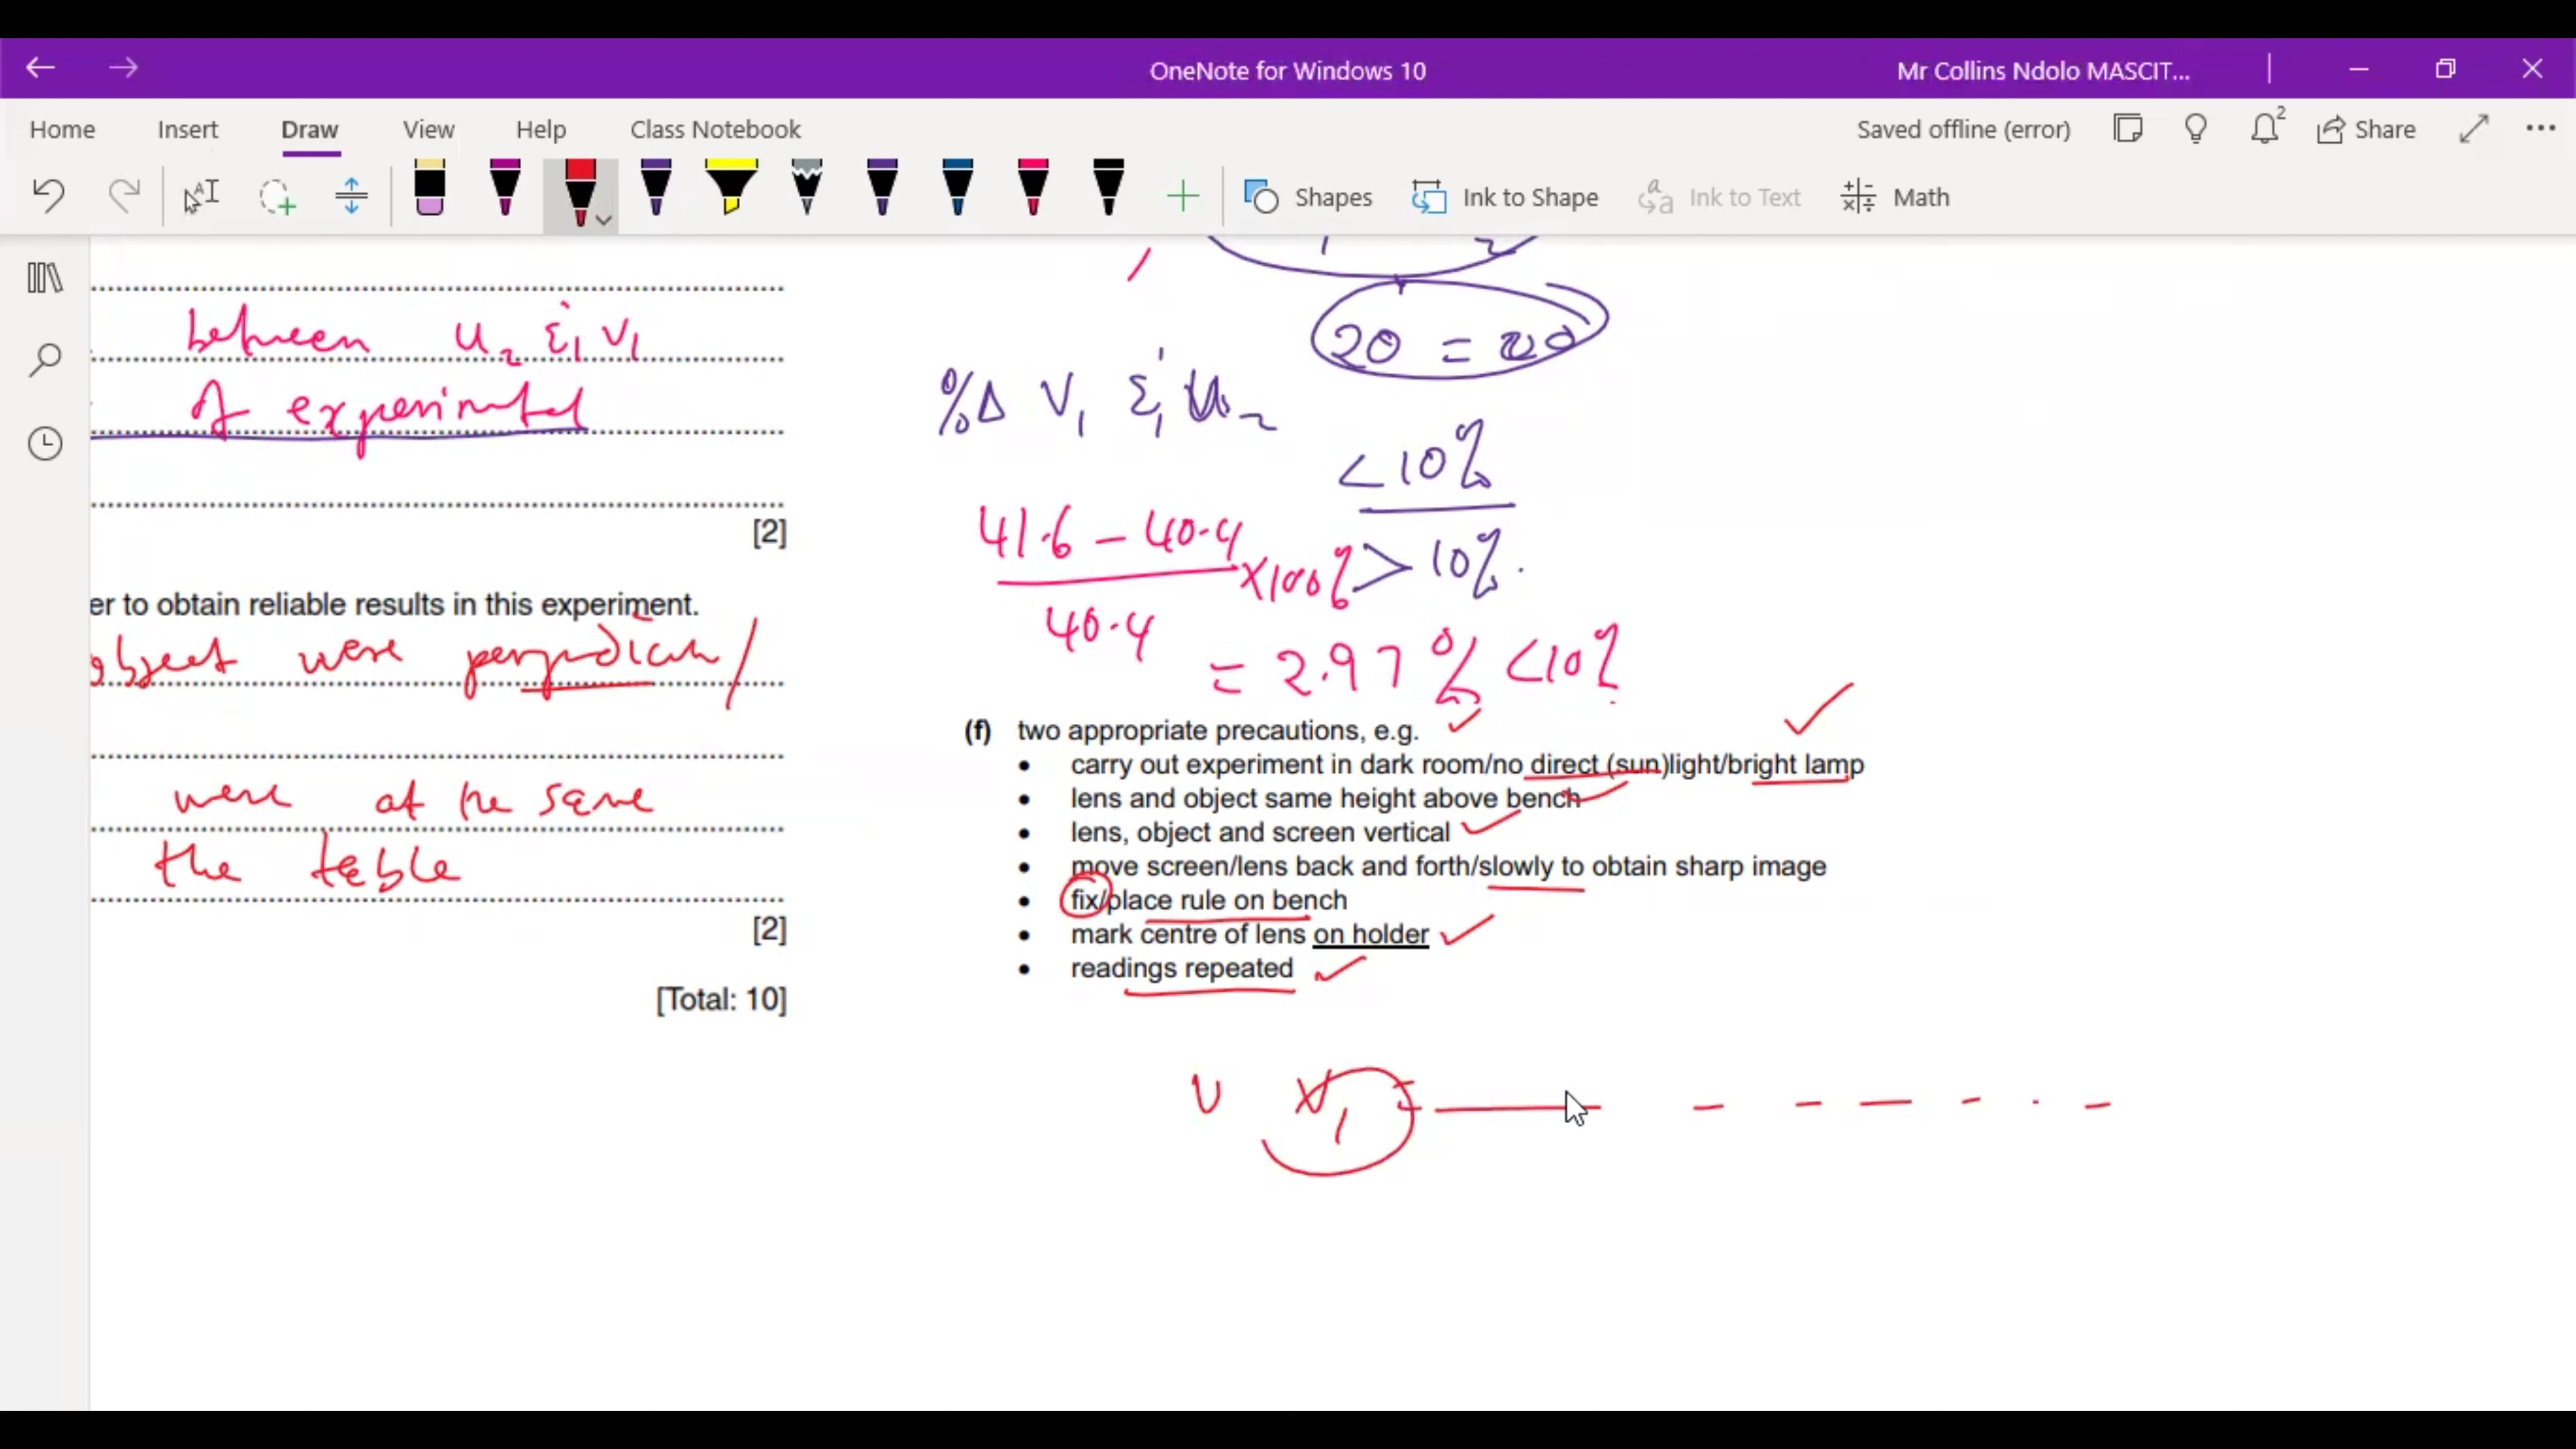 OneNote for Windows 10
Mr Collins Ndolo MASCIT...
Home Insert Draw View Help Class Notebook
Saved offline (error)
2
Share
Shapes
Ink to Shape
Ink to Text
Math
between u₂ & v₁
of experimental
[2]
er to obtain reliable results in this experiment.
object were
were at the same
the table
[2]
[Total: 10]
20 = 20
%Δ V₁ & U₂
<10%
>10%.
41.6 - 40.4
×100%
40.4
= 2.97% <10%
(f) two appropriate precautions, e.g.
• carry out experiment in dark room/no direct (sun)light/bright lamp
• lens and object same height above bench
• lens, object and screen vertical
• move screen/lens back and forth/slowly to obtain sharp image
• fix/place rule on bench
• mark centre of lens on holder
• readings repeated
V₁ =